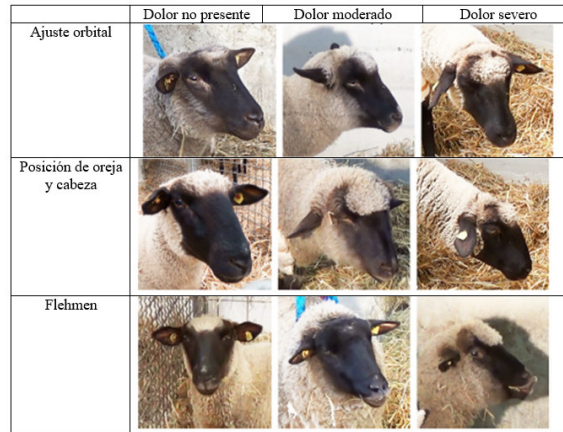 Dolor no presente
Dolor moderado
Dolor severo
Ajuste orbital
Posición de oreja
y cabeza
Flehmen